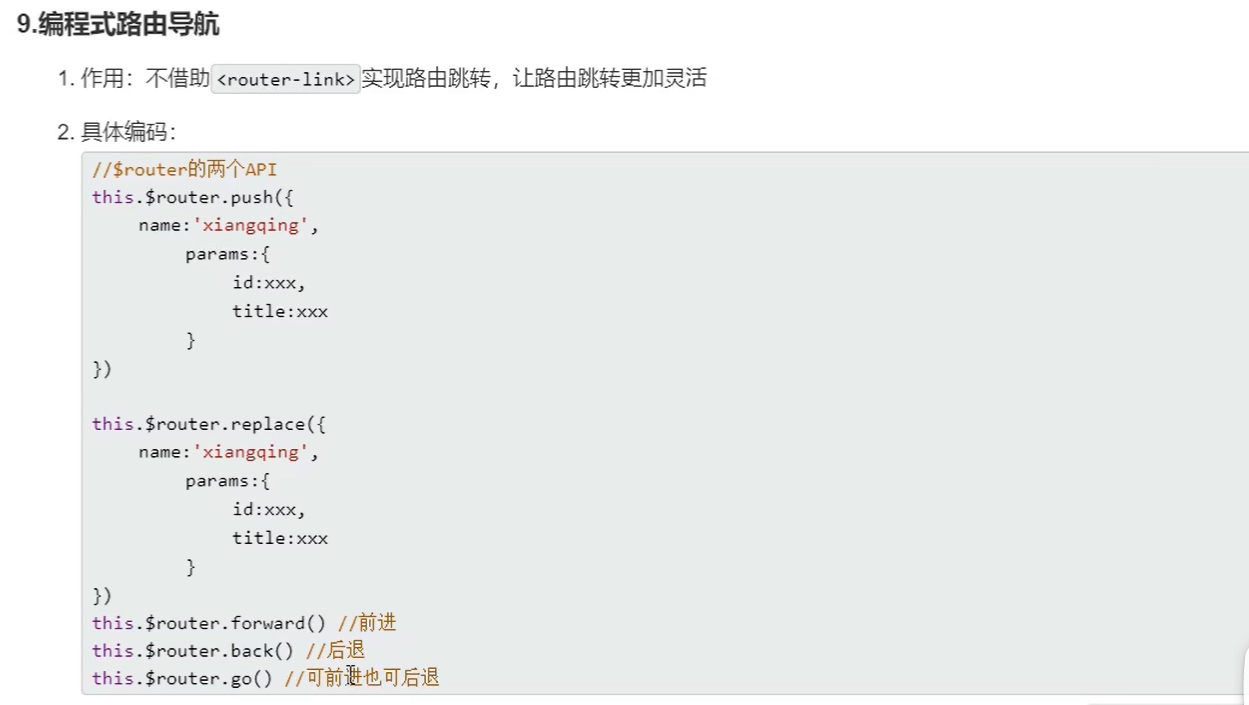 9.编程式路由导航
1. 作用：不借助<router-link>实现路由跳转，让路由跳转更加灵活
2. 具体编码：
//$router的两个API
this.$router.push({
    name:'xiangqing',
        params:{
            id:xxx,
            title:xxx
        }
})

this.$router.replace({
    name:'xiangqing',
        params:{
            id:xxx,
            title:xxx
        }
})
this.$router.forward() //前进
this.$router.back() //后退
this.$router.go() //可前进也可后退